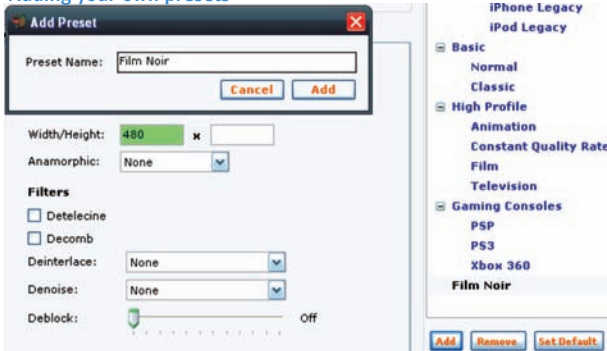 Adding your own presets
Add Preset
Preset Name: Film Noir
Cancel Add
Width/Height: 480 x
Anamorphic: None
Filters
Detelecine
Decomb
Deinterlace: None
Denoise: None
Deblock: Off
iPhone Legacy
iPod Legacy
Basic
Normal
Classic
High Profile
Animation
Constant Quality Rate
Film
Television
Gaming Consoles
PSP
PS3
Xbox 360
Film Noir
Add Remove Set Default